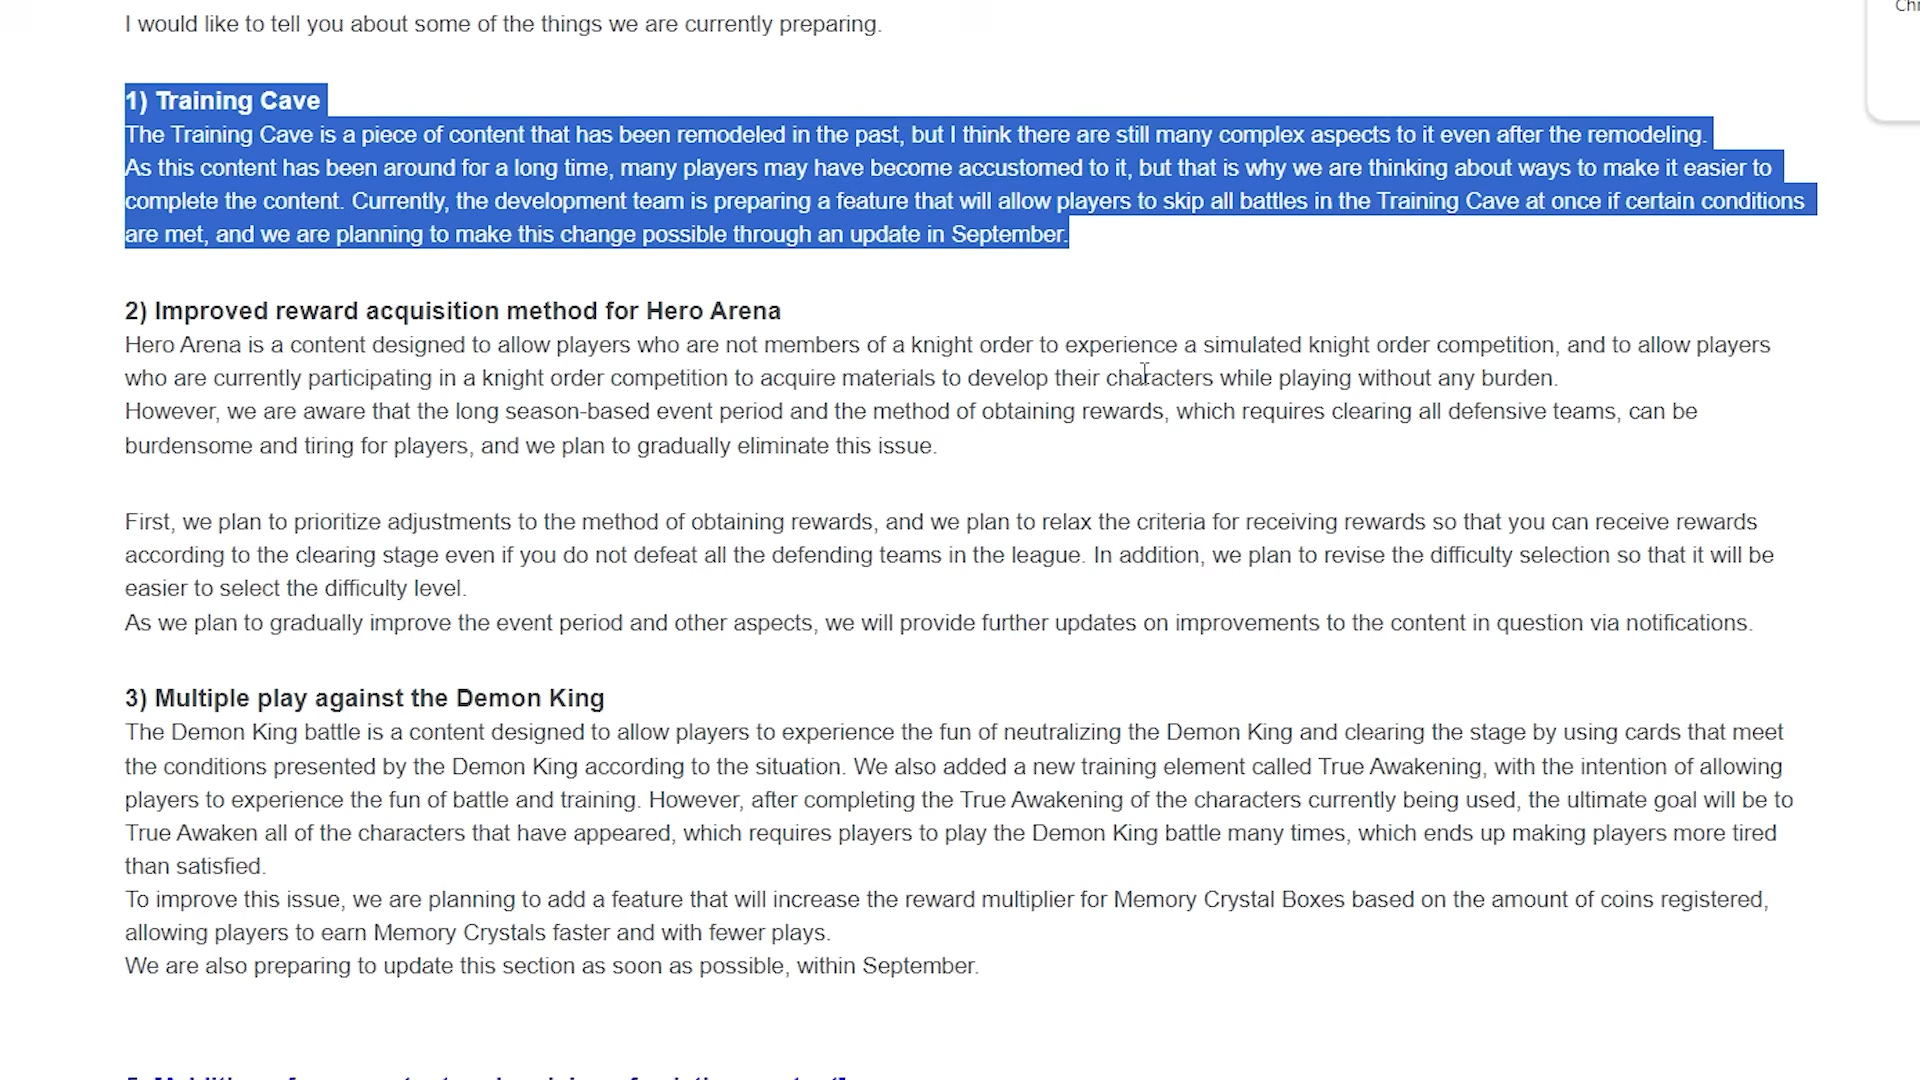 Chr
I would like to tell you about some of the things we are currently preparing.
1) Training Cave
The Training Cave is a piece of content that has been remodeled in the past, but I think there are still many complex aspects to it even after the remodeling.
As this content has been around for a long time, many players may have become accustomed to it, but that is why we are thinking about ways to make it easier to
complete the content. Currently, the development team is preparing a feature that will allow players to skip all battles in the Training Cave at once if certain conditions
are met, and we are planning to make this change possible through an update in September.
2) Improved reward acquisition method for Hero Arena
Hero Arena is a content designed to allow players who are not members of a knight order to experience a simulated knight order competition, and to allow players
who are currently participating in a knight order competition to acquire materials to develop their characters while playing without any burden.
However, we are aware that the long season-based event period and the method of obtaining rewards, which requires clearing all defensive teams, can be
burdensome and tiring for players, and we plan to gradually eliminate this issue.
First, we plan to prioritize adjustments to the method of obtaining rewards, and we plan to relax the criteria for receiving rewards so that you can receive rewards
according to the clearing stage even if you do not defeat all the defending teams in the league. In addition, we plan to revise the difficulty selection so that it will be
easier to select the difficulty level.
As we plan to gradually improve the event period and other aspects, we will provide further updates on improvements to the content in question via notifications.
3) Multiple play against the Demon King
The Demon King battle is a content designed to allow players to experience the fun of neutralizing the Demon King and clearing the stage by using cards that meet
the conditions presented by the Demon King according to the situation. We also added a new training element called True Awakening, with the intention of allowing
players to experience the fun of battle and training. However, after completing the True Awakening of the characters currently being used, the ultimate goal will be to
True Awaken all of the characters that have appeared, which requires players to play the Demon King battle many times, which ends up making players more tired
than satisfied.
To improve this issue, we are planning to add a feature that will increase the reward multiplier for Memory Crystal Boxes based on the amount of coins registered,
allowing players to earn Memory Crystals faster and with fewer plays.
We are also preparing to update this section as soon as possible, within September.